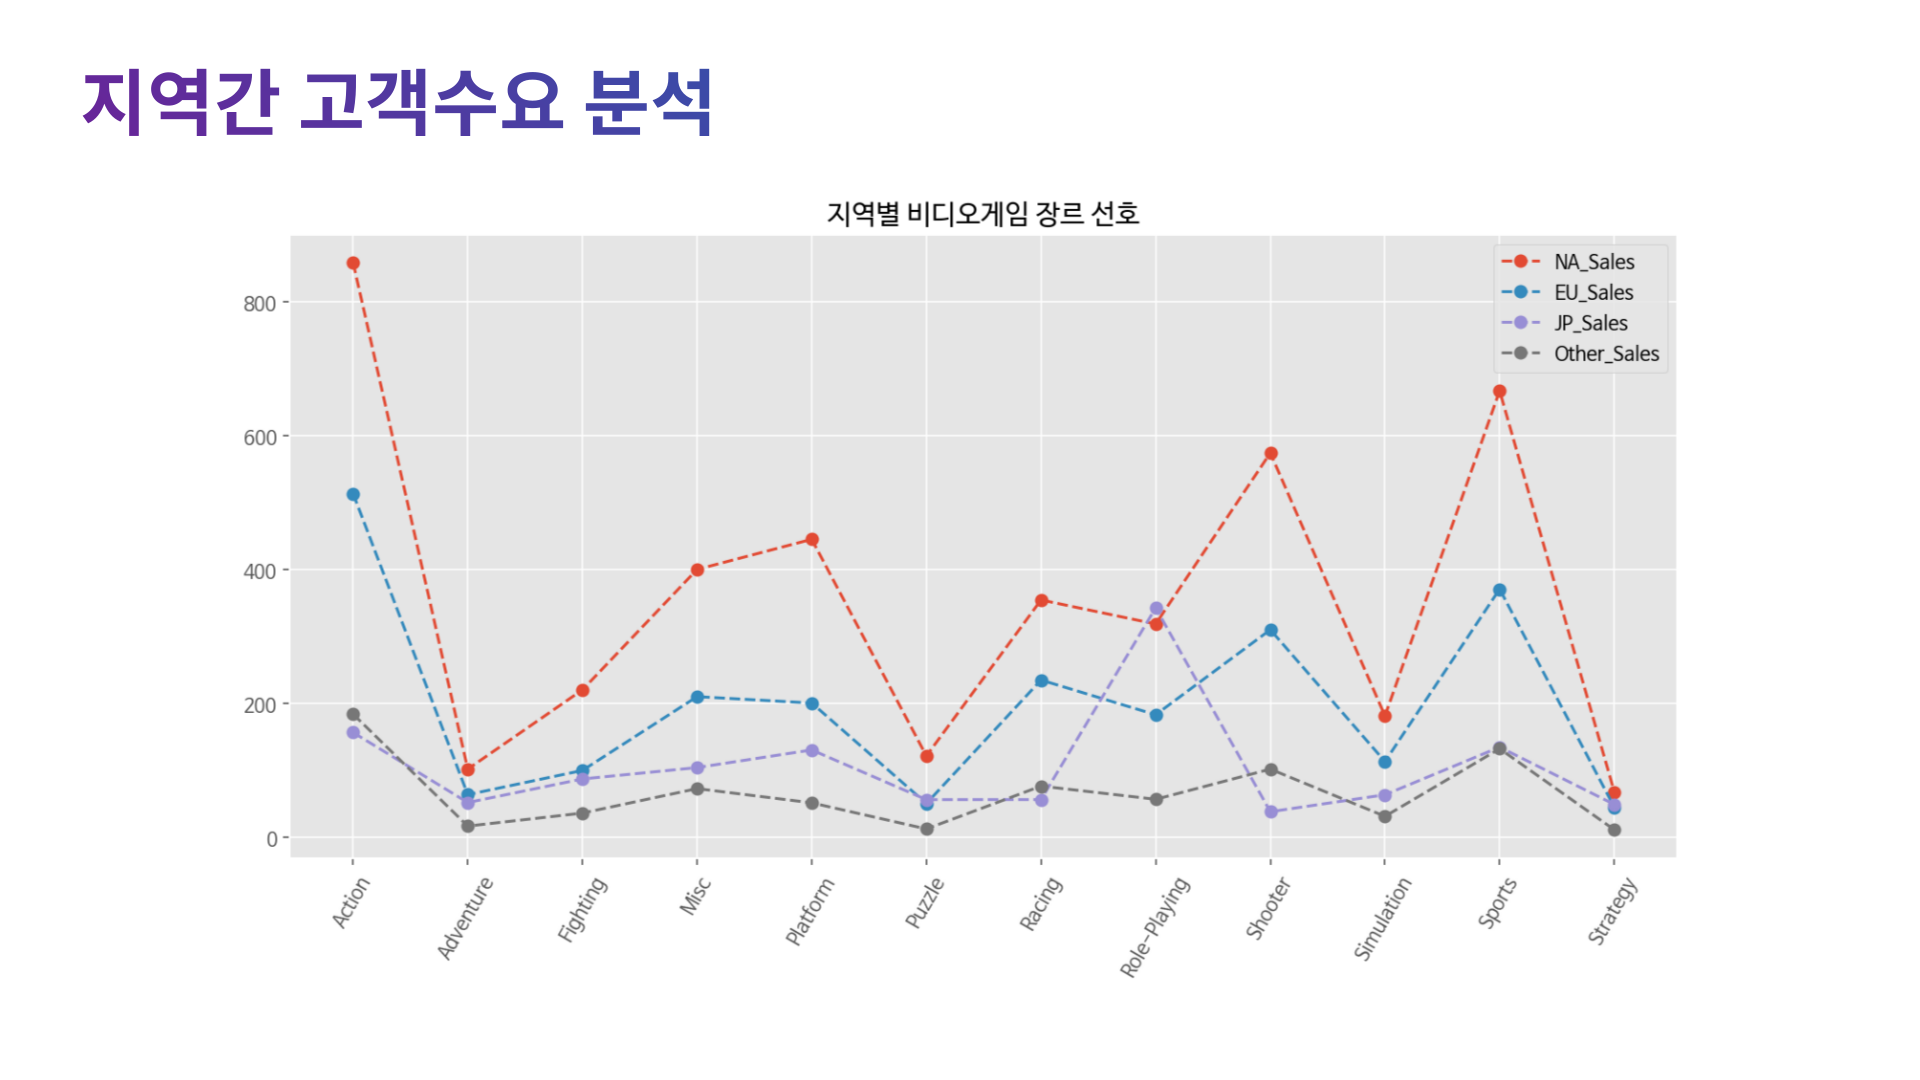 지역간 고객수요 분석
지역별 비디오게임 장르 선호
NA_Sales
EU_Sales
JP_Sales
Other_Sales
800
600
400
200
0
Action
Adventure
Fighting
Misc
Platform
Puzzle
Racing
Role-Playing
Shooter
Simulation
Sports
Strategy